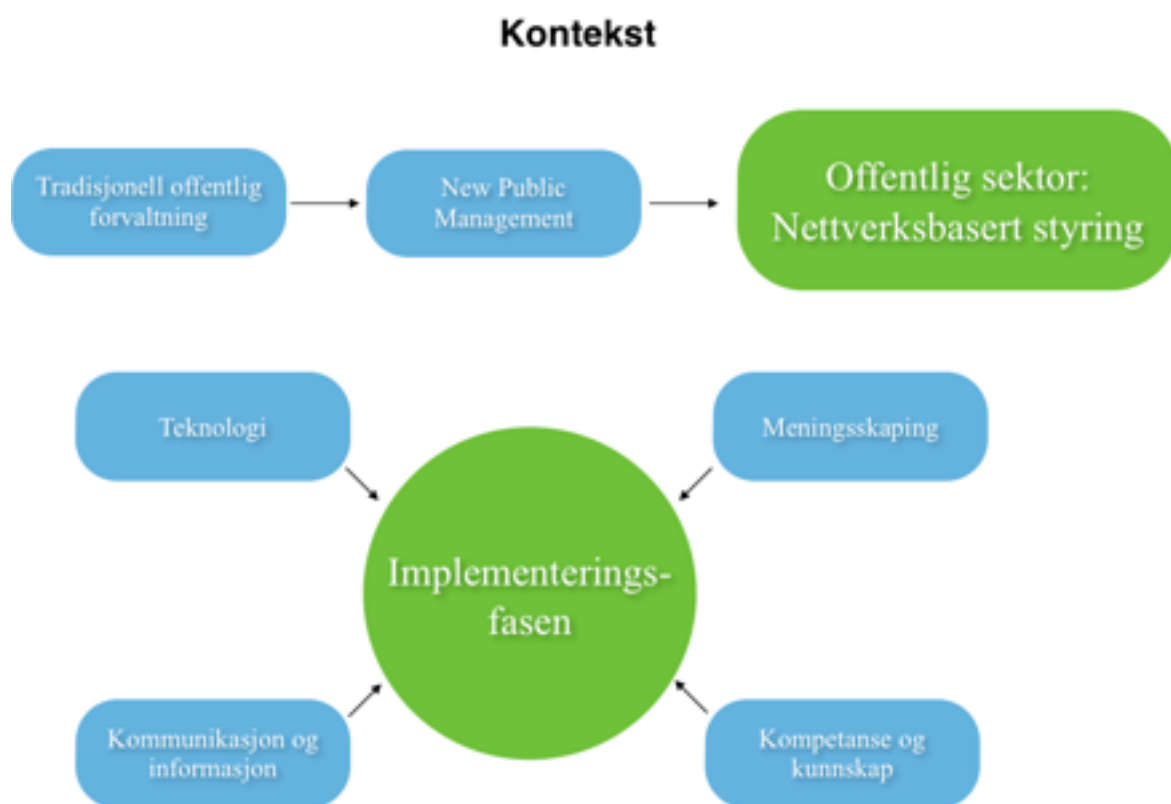 Kontekst
Tradisjonell offentlig
forvaltning
New Public
Management
Offentlig sektor:
Nettverksbasert styring
Teknologi
Meningsskaping
Implementerings-
fasen
Kommunikasjon og
informasjon
Kompetanse og
kunnskap